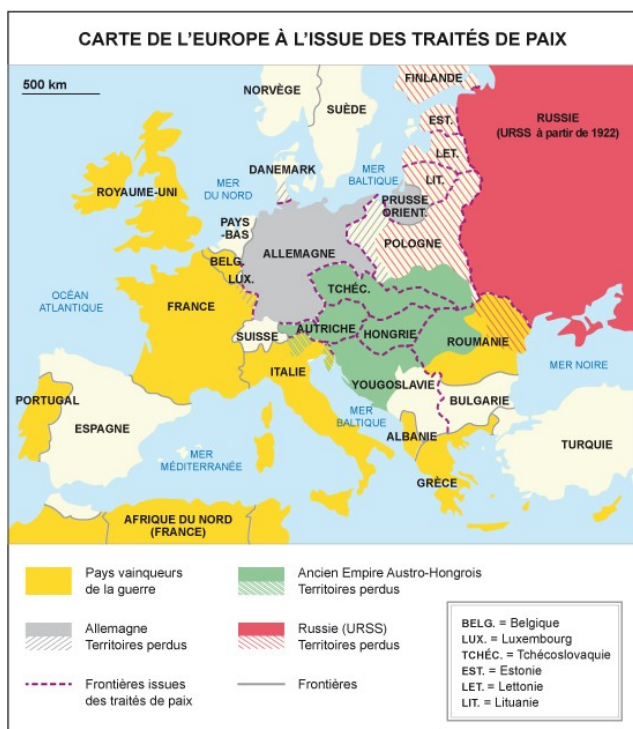 CARTE DE L'EUROPE À L'ISSUE DES TRAITÉS DE PAIX
500 km
NORVÈGE
SUÈDE
FINLANDE
RUSSIE
(URSS à partir de 1922)
EST.
LET.
LIT.
DANEMARK
MER
BALTIQUE
MER
DU NORD
ROYAUME-UNI
PRUSSE
ORIENT.
PAYS
-BAS
POLOGNE
ALLEMAGNE
BELG.
LUX.
TCHÉC.
OCÉAN
ATLANTIQUE
FRANCE
AUTRICHE
HONGRIE
SUISSE
ROUMANIE
ITALIE
MER NOIRE
YOUGOSLAVIE
BULGARIE
PORTUGAL
ESPAGNE
MER
BALTIQUE
ALBANIE
TURQUIE
MER
MÉDITERRANÉE
GRÈCE
AFRIQUE DU NORD
(FRANCE)
Pays vainqueurs
de la guerre
Ancien Empire Austro-Hongrois
Territoires perdus
Allemagne
Territoires perdus
Russie (URSS)
Territoires perdus
Frontières issues
des traités de paix
Frontières
BELG. = Belgique
LUX. = Luxembourg
TCHÉC. = Tchécoslovaquie
EST. = Estonie
LET. = Lettonie
LIT. = Lituanie